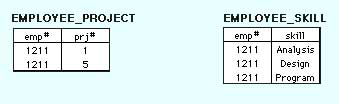 EMPLOYEE_PROJECT EMPLOYEE_SKILL
emp# prj# emp# skill
1211 1 1211 Analysis
1211 5 1211 Design
1211 Program